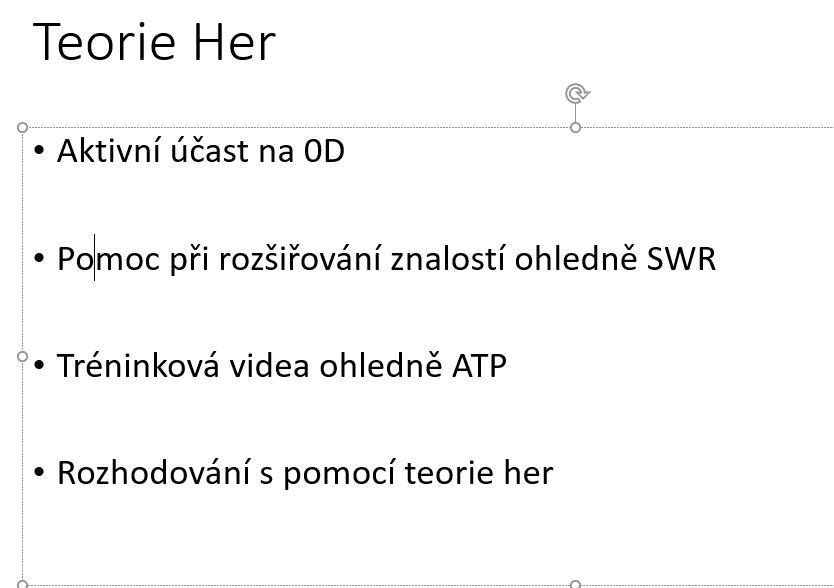 Teorie Her
• Aktivní účast na 0D
• Pomoc při rozšiřování znalostí ohledně SWR
• Tréninková videa ohledně ATP
• Rozhodování s pomocí teorie her